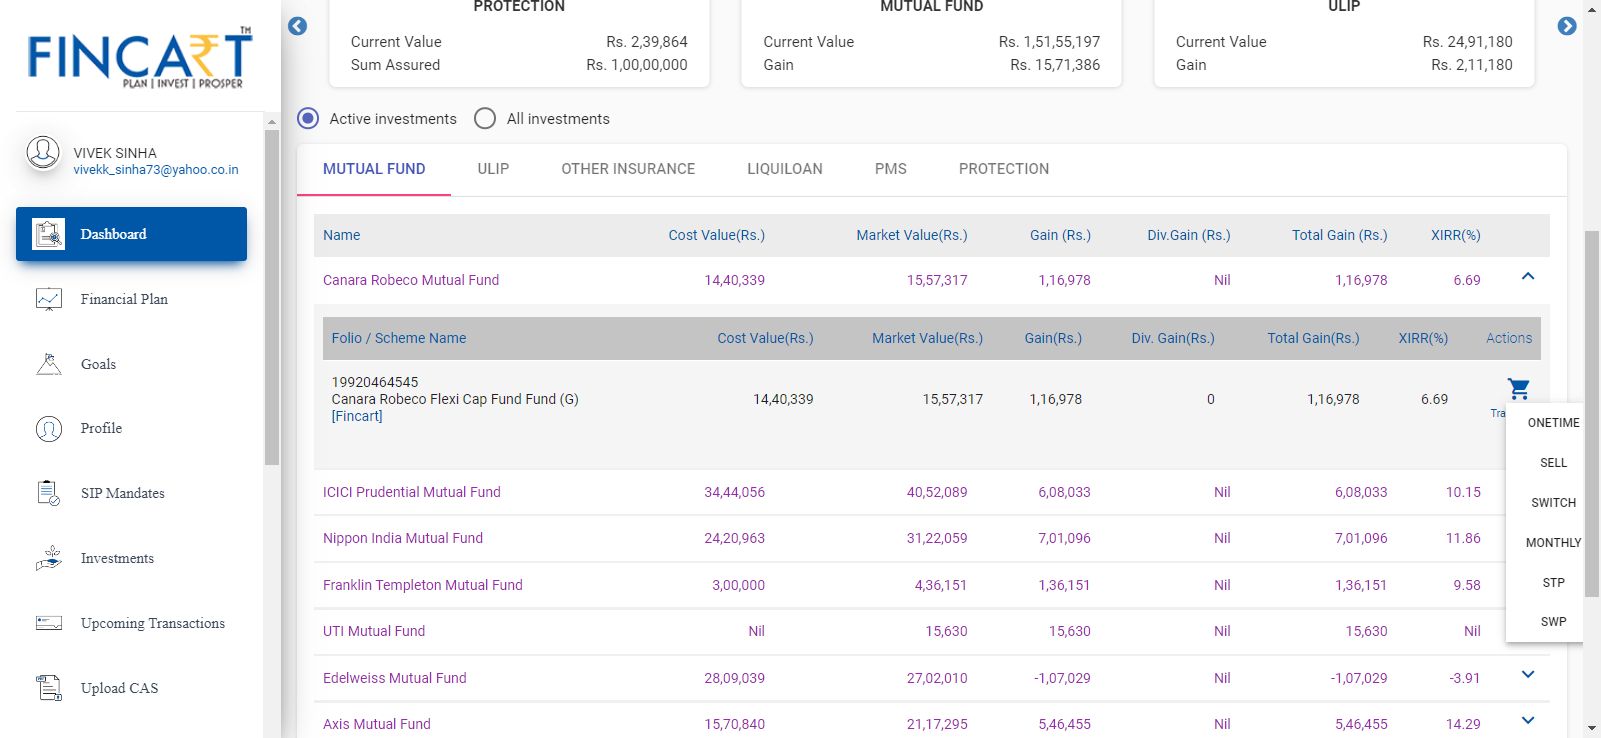 FINCART™
PLAN | INVEST | PROSPER
VIVEK SINHA
vivekk_sinha73@yahoo.co.in
Dashboard
Financial Plan
Goals
Profile
SIP Mandates
Investments
Upcoming Transactions
Upload CAS
PROTECTION
Current Value Rs. 2,39,864
Sum Assured Rs. 1,00,00,000
MUTUAL FUND
Current Value Rs. 1,51,55,197
Gain Rs. 15,71,386
ULIP
Current Value Rs. 24,91,180
Gain Rs. 2,11,180
Active investments All investments
MUTUAL FUND ULIP OTHER INSURANCE LIQUILOAN PMS PROTECTION
Name Cost Value(Rs.) Market Value(Rs.) Gain (Rs.) Div.Gain (Rs.) Total Gain (Rs.) XIRR(%)
Canara Robeco Mutual Fund 14,40,339 15,57,317 1,16,978 Nil 1,16,978 6.69
Folio / Scheme Name Cost Value(Rs.) Market Value(Rs.) Gain(Rs.) Div. Gain(Rs.) Total Gain(Rs.) XIRR(%) Actions
19920464545
Canara Robeco Flexi Cap Fund Fund (G) 14,40,339 15,57,317 1,16,978 0 1,16,978 6.69
[Fincart]
ICICI Prudential Mutual Fund 34,44,056 40,52,089 6,08,033 Nil 6,08,033 10.15
Nippon India Mutual Fund 24,20,963 31,22,059 7,01,096 Nil 7,01,096 11.86
Franklin Templeton Mutual Fund 3,00,000 4,36,151 1,36,151 Nil 1,36,151 9.58
UTI Mutual Fund Nil 15,630 15,630 Nil 15,630 Nil
Edelweiss Mutual Fund 28,09,039 27,02,010 -1,07,029 Nil -1,07,029 -3.91
Axis Mutual Fund 15,70,840 21,17,295 5,46,455 Nil 5,46,455 14.29
ONETIME
SELL
SWITCH
MONTHLY
STP
SWP